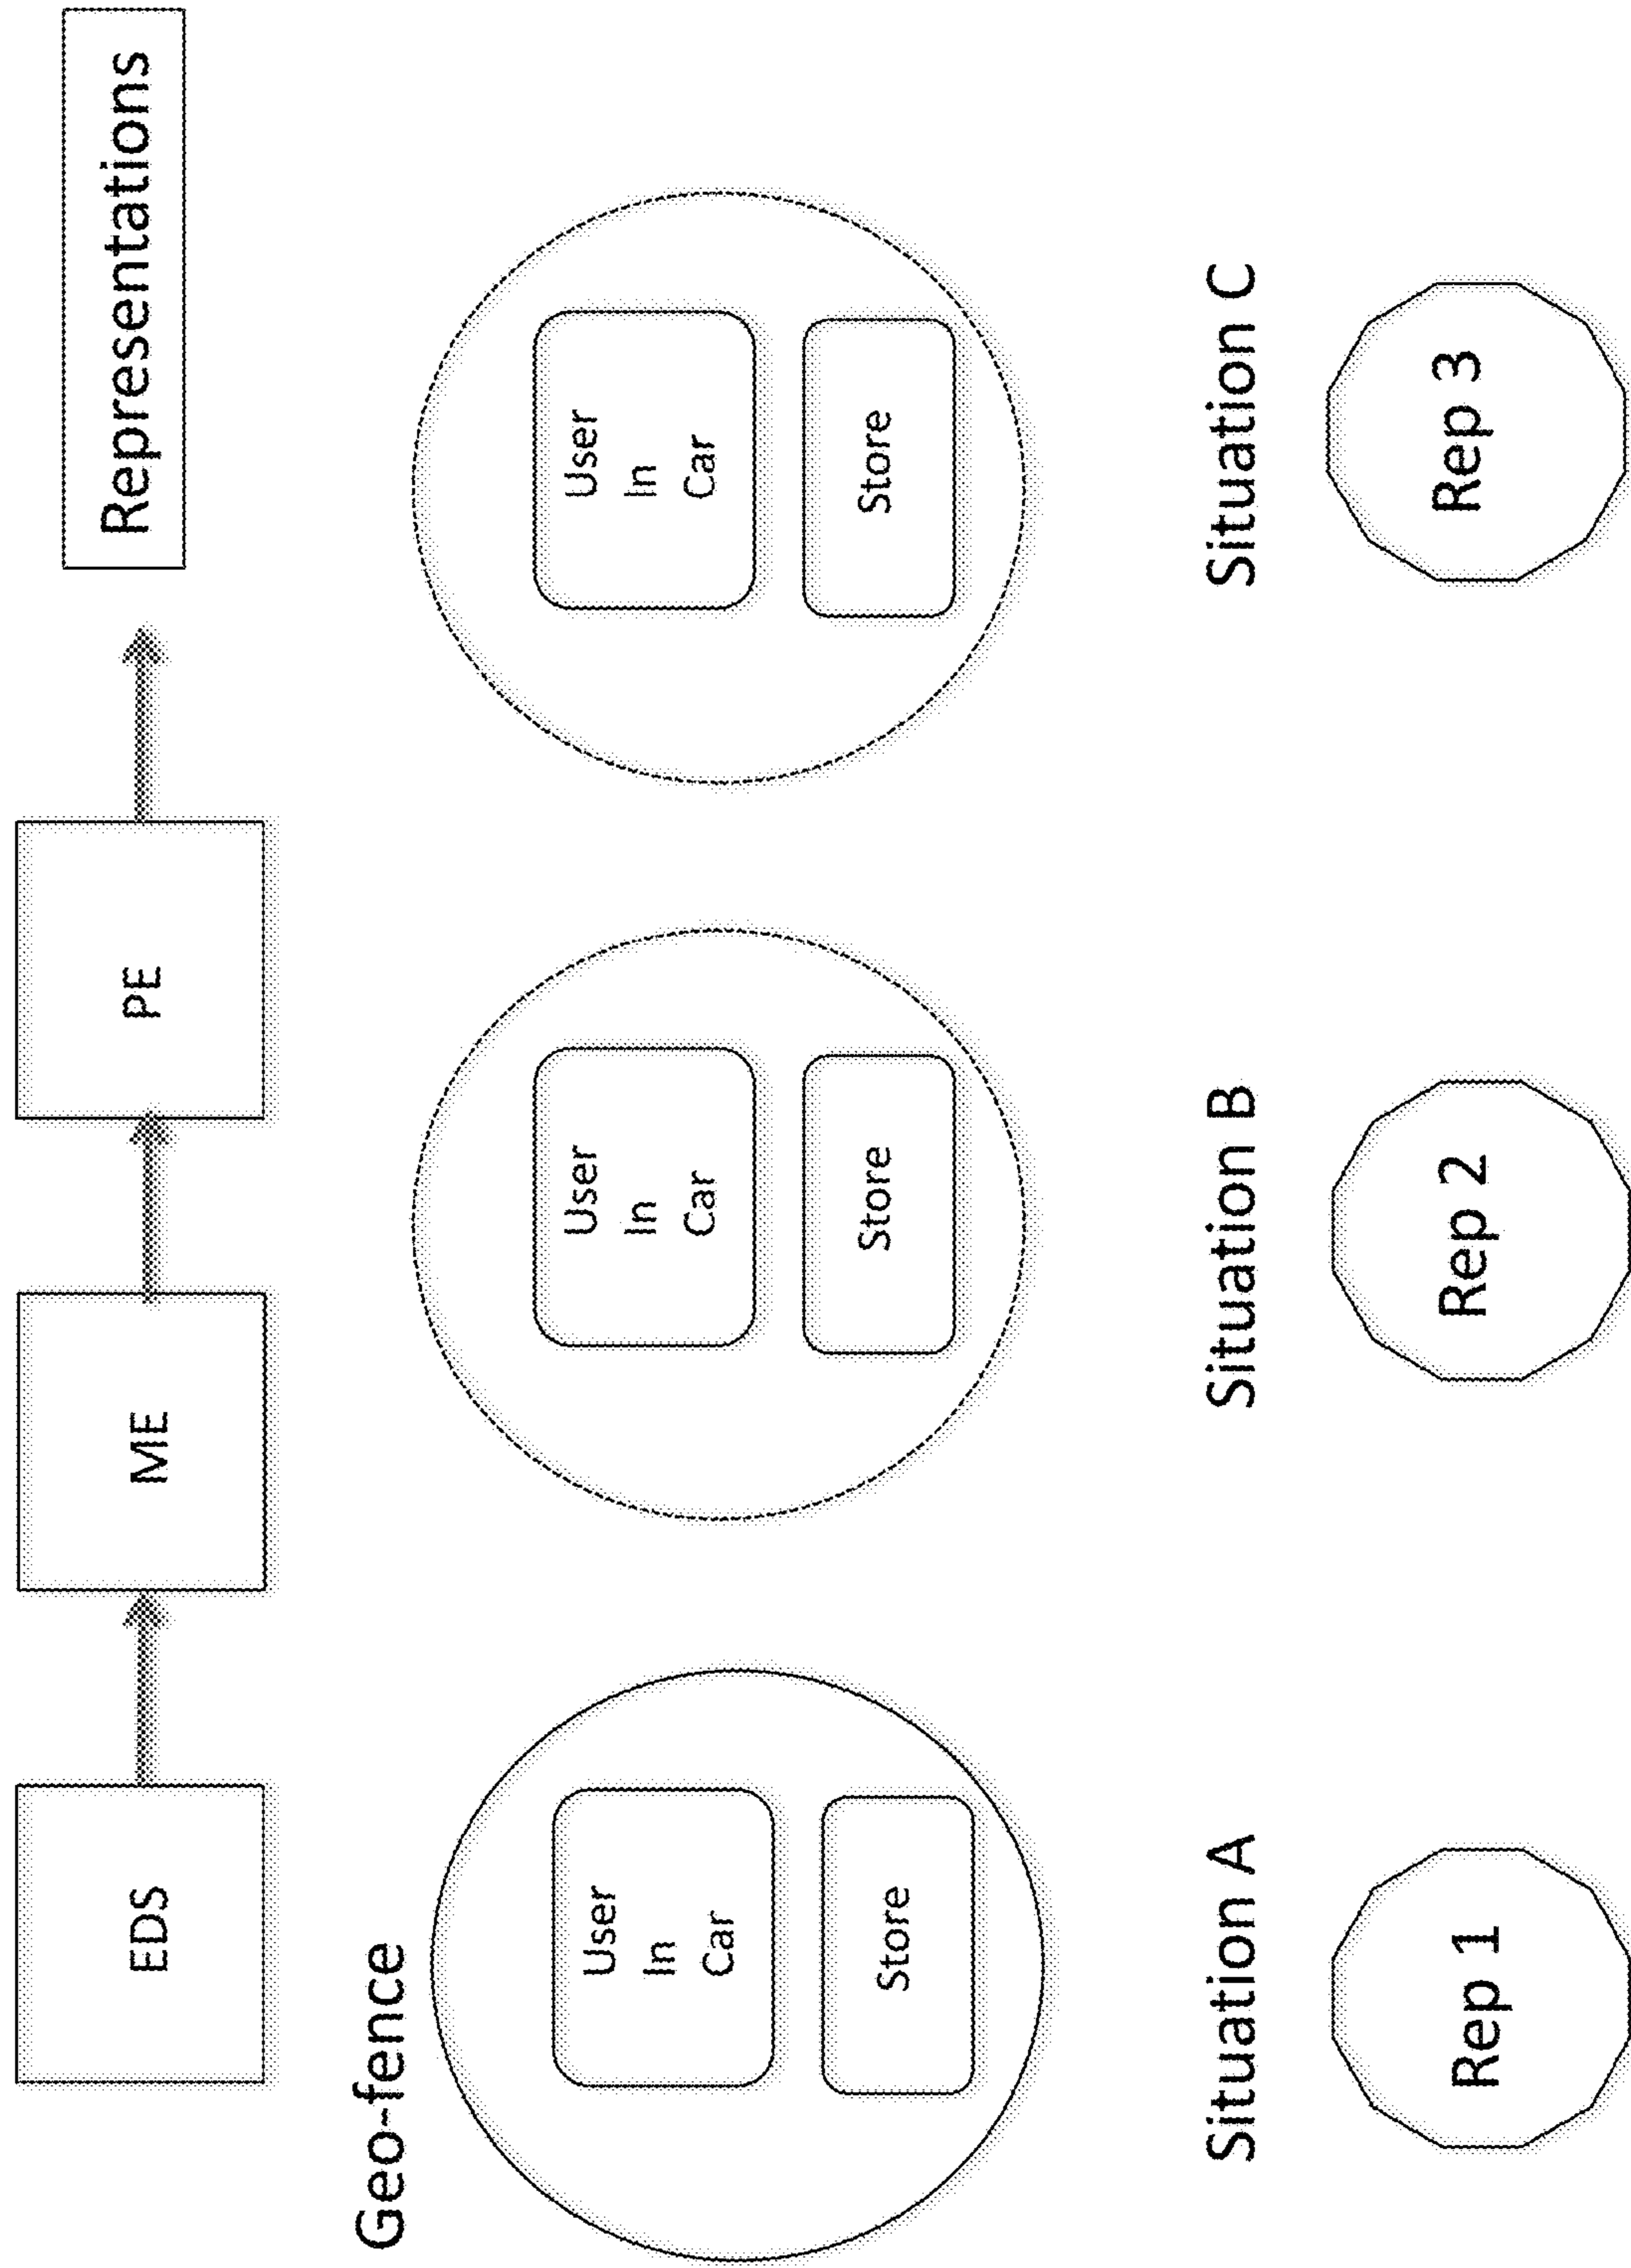 EDS
ME
PE
Representations
Geo-fence
User
In
Car
Store
User
In
Car
Store
User
In
Car
Store
Situation A
Situation B
Situation C
Rep 1
Rep 2
Rep 3